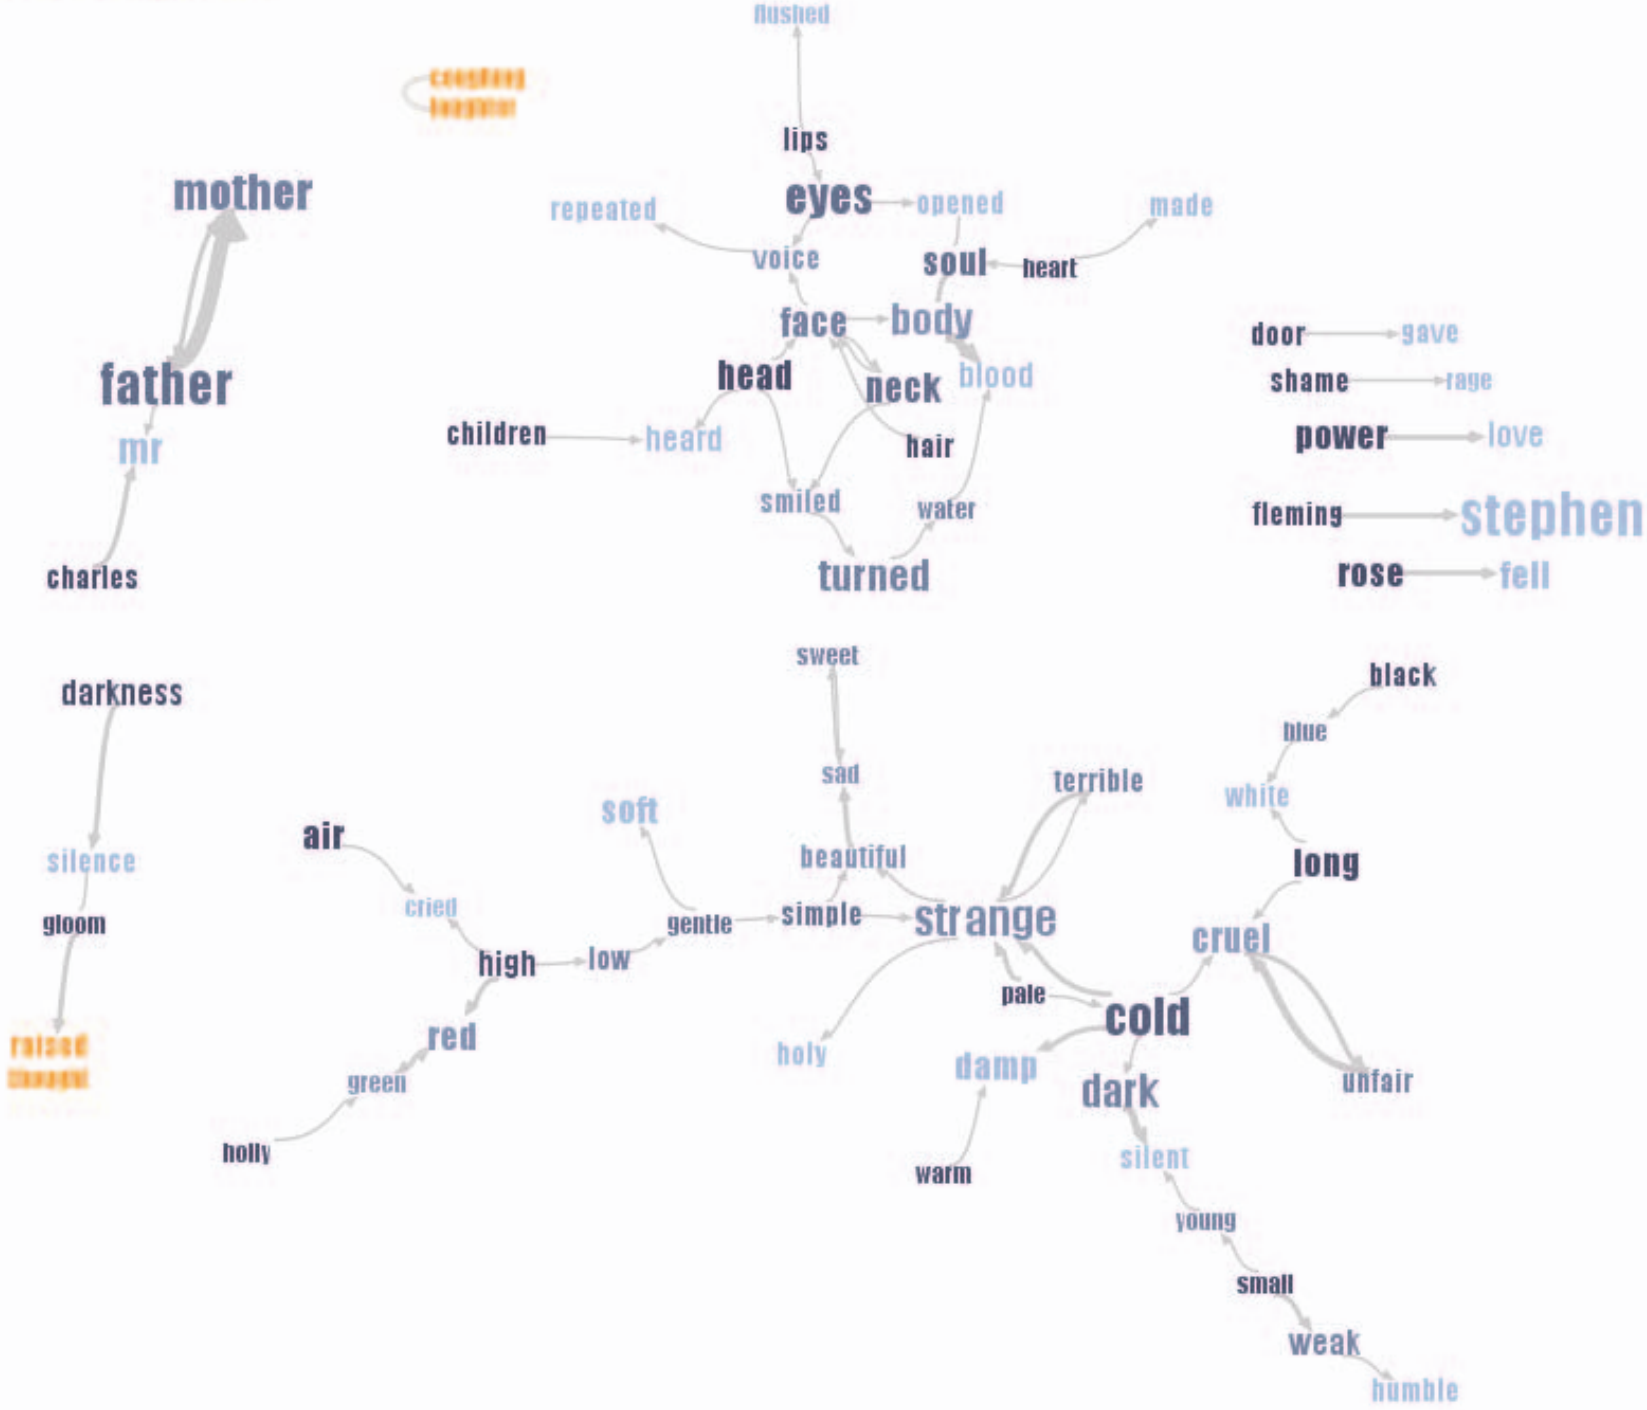 flushed
lips
mother
eyes
opened
repeated
made
voice
soul
heart
face
body
door
gave
father
head
neck
blood
shame
rage
children
heard
hair
power
love
mr
smiled
water
fleming
stephen
charles
turned
rose
fell
sweet
black
darkness
blue
sad
terrible
white
soft
air
silence
beautiful
long
cried
gloom
gentle
simple
strange
cruel
high
low
pale
cold
red
raised
holy
damp
green
dark
unfair
holly
silent
warm
young
small
weak
humble